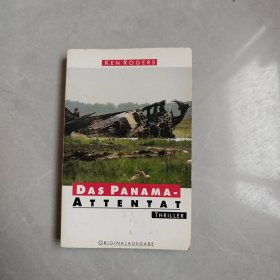 KEN ROGERS
DAS PANAMA-
ATTENTAT
THRILLER
ORIGINALAUSGABE